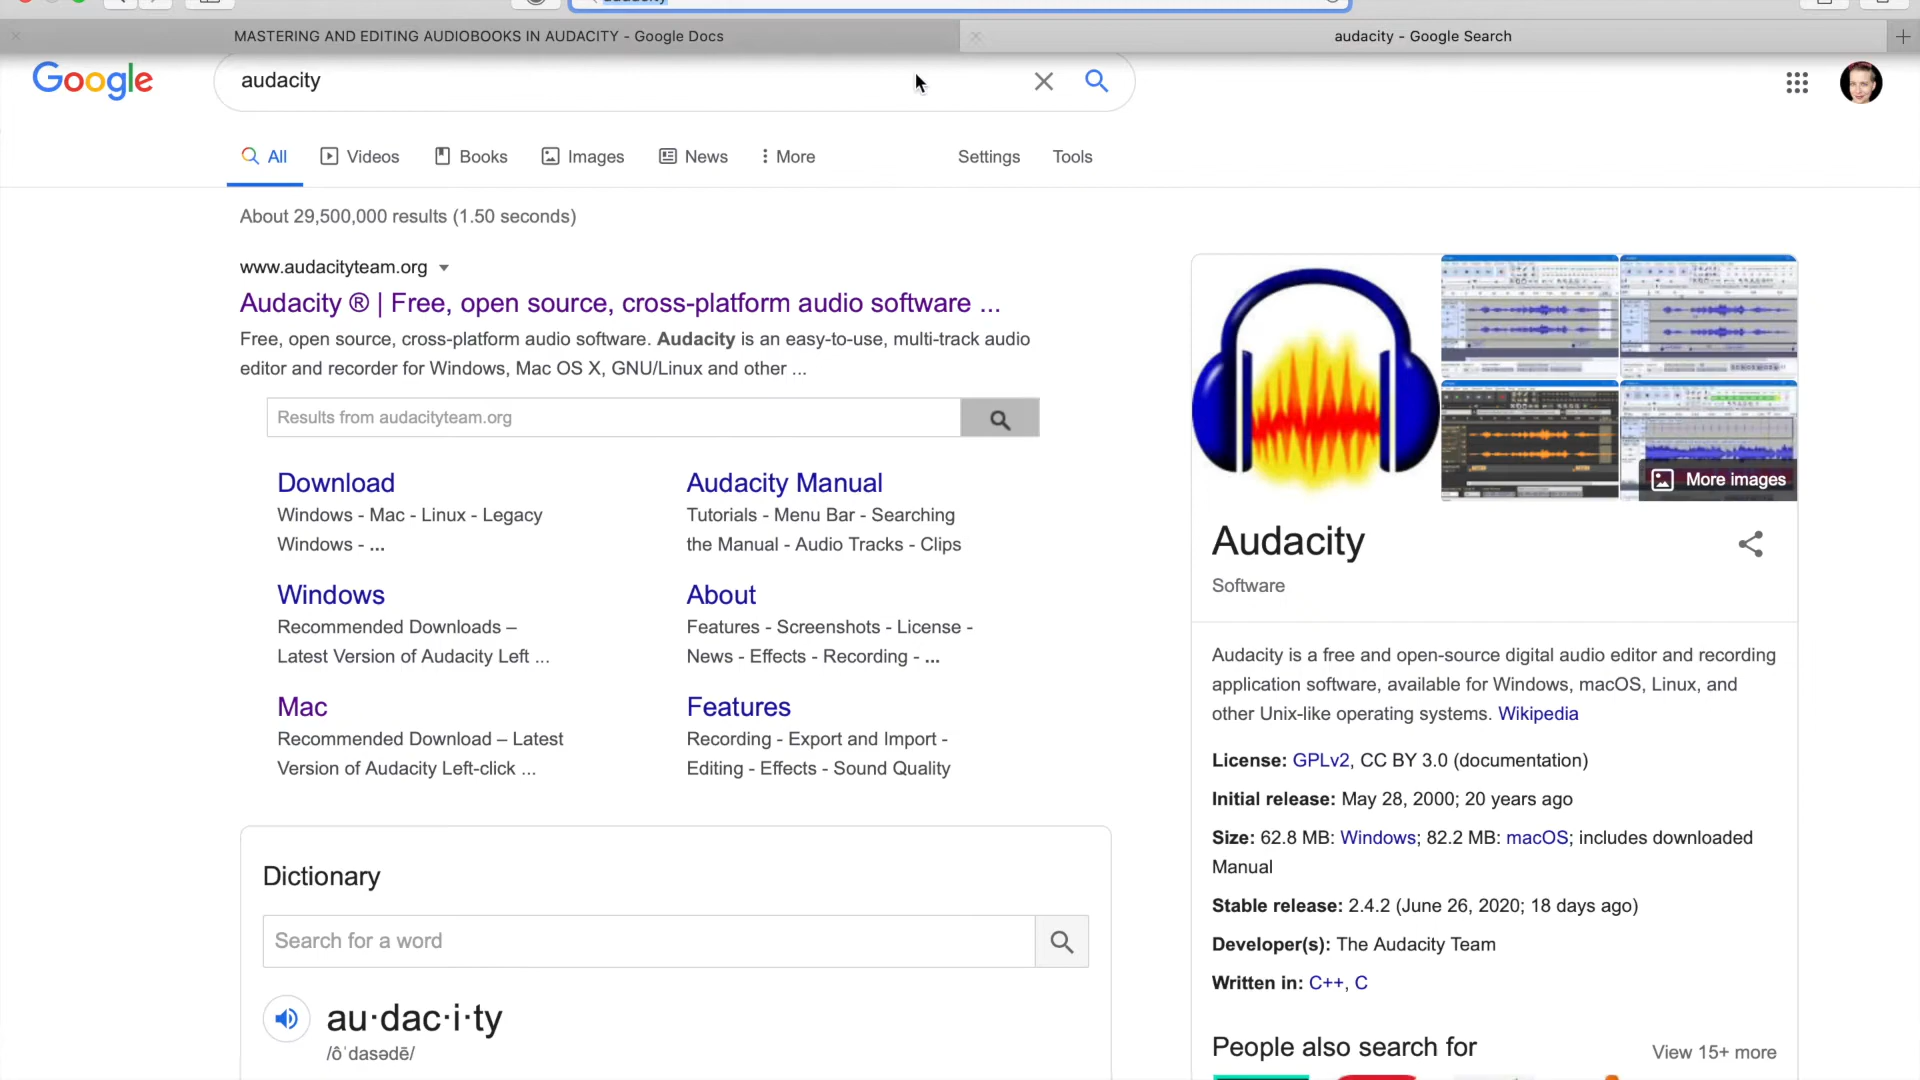 MASTERING AND EDITING AUDIOBOOKS IN AUDACITY - Google Docs
audacity - Google Search
Google
audacity
All
Videos
Books
Images
News
More
Settings
Tools
About 29,500,000 results (1.50 seconds)
www.audacityteam.org
Audacity ® | Free, open source, cross-platform audio software ...
Free, open source, cross-platform audio software. Audacity is an easy-to-use, multi-track audio
editor and recorder for Windows, Mac OS X, GNU/Linux and other ...
Results from audacityteam.org
Download
Windows - Mac - Linux - Legacy
Windows - ...
Audacity Manual
Tutorials - Menu Bar - Searching
the Manual - Audio Tracks - Clips
Windows
Recommended Downloads –
Latest Version of Audacity Left ...
About
Features - Screenshots - License -
News - Effects - Recording - ...
Mac
Recommended Download – Latest
Version of Audacity Left-click ...
Features
Recording - Export and Import -
Editing - Effects - Sound Quality
Dictionary
Search for a word
au·dac·i·ty
/ôˈdasədē/
More images
Audacity
Software
Audacity is a free and open-source digital audio editor and recording
application software, available for Windows, macOS, Linux, and
other Unix-like operating systems. Wikipedia
License: GPLv2, CC BY 3.0 (documentation)
Initial release: May 28, 2000; 20 years ago
Size: 62.8 MB: Windows; 82.2 MB: macOS; includes downloaded
Manual
Stable release: 2.4.2 (June 26, 2020; 18 days ago)
Developer(s): The Audacity Team
Written in: C++, C
People also search for
View 15+ more